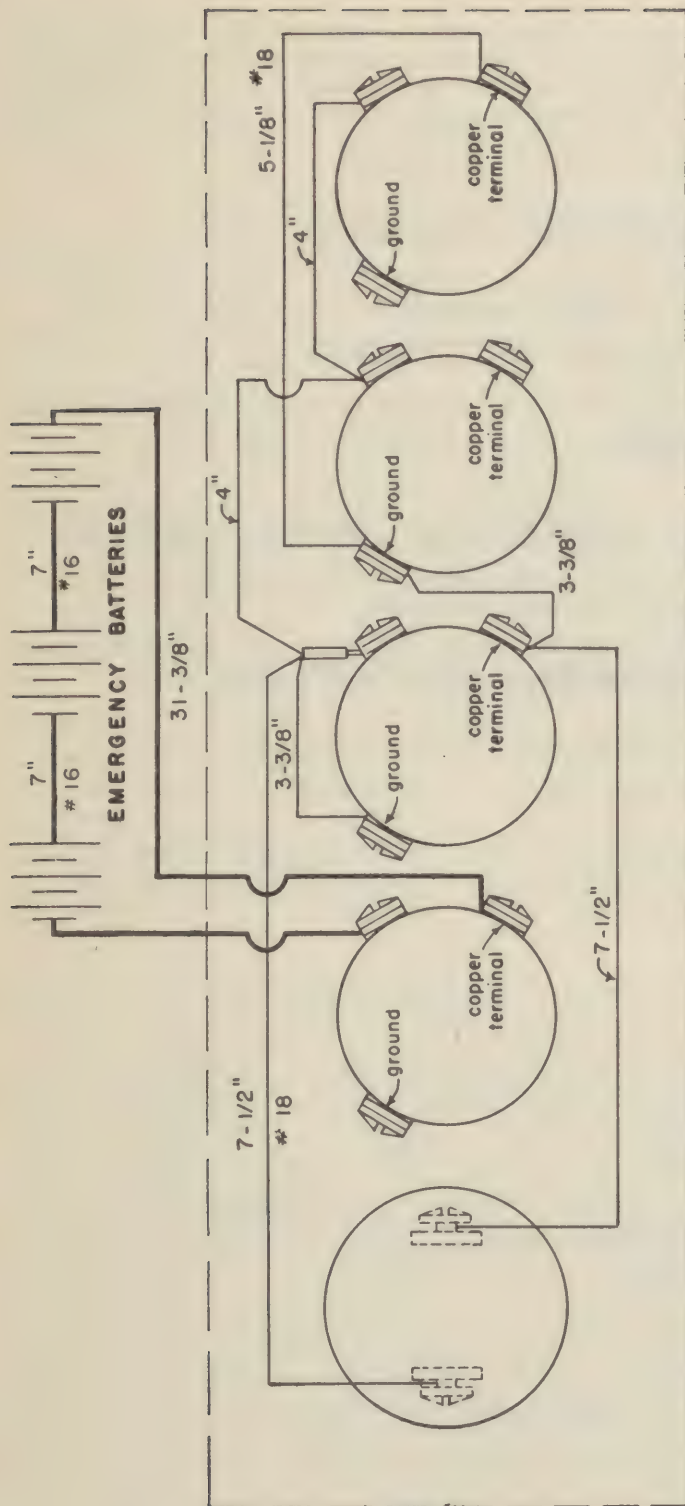 7"
#16
7"
#16
EMERGENCY BATTERIES
31-3/8"
7-1/2"
#18
3-3/8"
4"
5-1/8" #18
4"
ground
copper
terminal
ground
copper
terminal
3-3/8"
ground
copper
terminal
ground
copper
terminal
7-1/2"